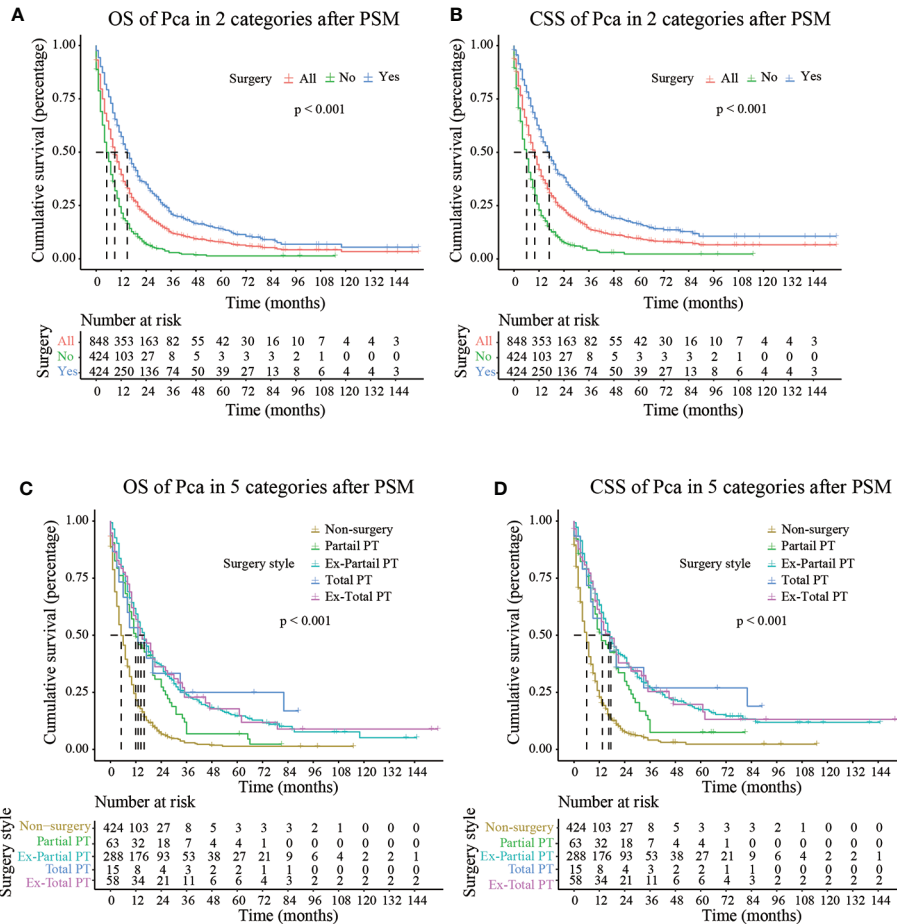 A
OS of Pca in 2 categories after PSM
Cumulative survival (percentage)
1.00
0.75
0.50
0.25
0.00
Surgery All No Yes
p < 0.001
0 12 24 36 48 60 72 84 96 108 120 132 144
Time (months)
Number at risk
Surgery
All 848 353 163 82 55 42 30 16 10 7 4 4 3
No 424 103 27 8 5 3 3 3 2 1 0 0 0
Yes 424 250 136 74 50 39 27 13 8 6 4 4 3
0 12 24 36 48 60 72 84 96 108 120 132 144
Time (months)
B
CSS of Pca in 2 categories after PSM
Cumulative survival (percentage)
1.00
0.75
0.50
0.25
0.00
Surgery All No Yes
p < 0.001
0 12 24 36 48 60 72 84 96 108 120 132 144
Time (months)
Number at risk
Surgery
All 848 353 163 82 55 42 30 16 10 7 4 4 3
No 424 103 27 8 5 3 3 3 2 1 0 0 0
Yes 424 250 136 74 50 39 27 13 8 6 4 4 3
0 12 24 36 48 60 72 84 96 108 120 132 144
Time (months)
C
OS of Pca in 5 categories after PSM
Cumulative survival (percentage)
1.00
0.75
0.50
0.25
0.00
Surgery style
Non-surgery
Partail PT
Ex-Partail PT
Total PT
Ex-Total PT
p < 0.001
0 12 24 36 48 60 72 84 96 108 120 132 144
Time (months)
Number at risk
Surgery style
Non-surgery 424 103 27 8 5 3 3 3 2 1 0 0 0
Partial PT 63 32 18 7 4 4 1 0 0 0 0 0 0
Ex-Partial PT 288 176 93 53 38 27 21 9 6 4 2 2 1
Total PT 15 8 4 3 2 2 1 1 0 0 0 0 0
Ex-Total PT 58 34 21 11 6 6 4 3 2 2 2 2 2
0 12 24 36 48 60 72 84 96 108 120 132 144
Time (months)
D
CSS of Pca in 5 categories after PSM
Cumulative survival (percentage)
1.00
0.75
0.50
0.25
0.00
Surgery style
Non-surgery
Partail PT
Ex-Partail PT
Total PT
Ex-Total PT
p < 0.001
0 12 24 36 48 60 72 84 96 108 120 132 144
Time (months)
Number at risk
Surgery style
Non-surgery 424 103 27 8 5 3 3 3 2 1 0 0 0
Partial PT 63 32 18 7 4 4 1 0 0 0 0 0 0
Ex-Partial PT 288 176 93 53 38 27 21 9 6 4 2 2 1
Total PT 15 8 4 3 2 2 1 1 0 0 0 0 0
Ex-Total PT 58 34 21 11 6 6 4 3 2 2 2 2 2
0 12 24 36 48 60 72 84 96 108 120 132 144
Time (months)